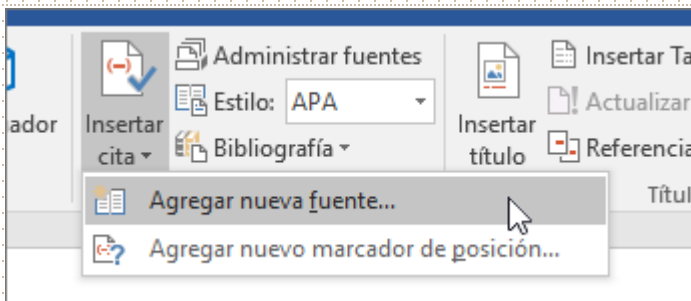 Administrar fuentes
Insertar Ta
Estilo: APA
Actualizar
ador
Insertar
cita
Bibliografía
Insertar
título
Referencia
Títul
Agregar nueva fuente...
Agregar nuevo marcador de posición...